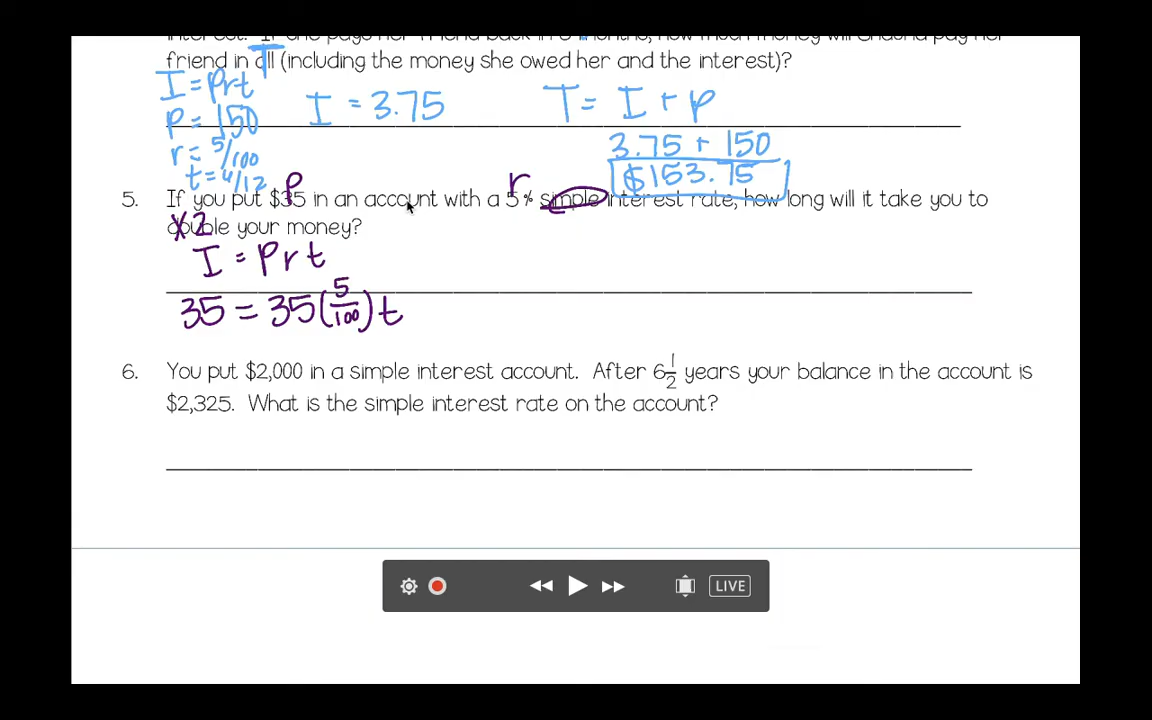 friend in all (including the money she owed her and the interest)?
T
I = prt
I = 3.75
T = I + p
p = 150
3.75 + 150
r = 5/100
$153.75
t = 4/12
p
r
5. If you put $35 in an account with a 5% simple interest rate, how long will it take you to
x2
double your money?
I = prt
35 = 35(5/100)t
6. You put $2,000 in a simple interest account. After 6 1/2 years your balance in the account is
$2,325. What is the simple interest rate on the account?
LIVE